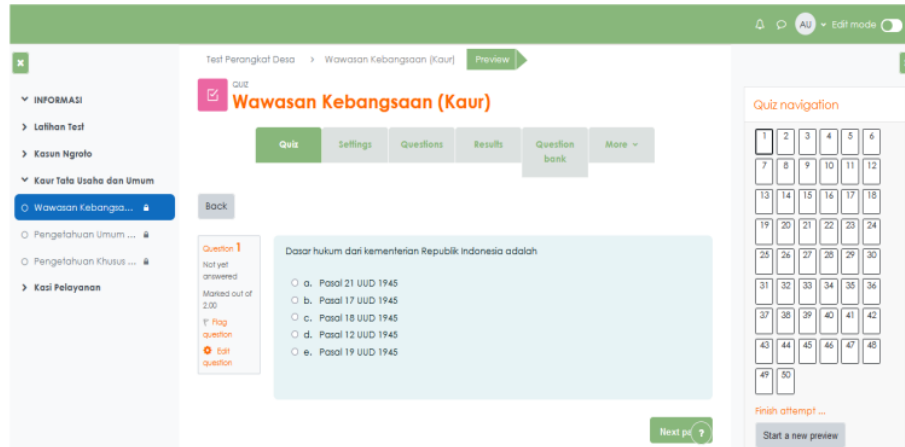 AU Edit mode
Test Perangkat Desa > Wawasan Kebangsaan (Kaur) Preview
QUIZ
Wawasan Kebangsaan (Kaur)
INFORMASI
Latihan Test
Kasun Ngroto
Kaur Tata Usaha dan Umum
Wawasan Kebangsa...
Pengetahuan Umum ...
Pengetahuan Khusus ...
Kasi Pelayanan
Quiz Settings Questions Results Question bank More
Back
Question 1
Not yet
answered
Marked out of
2.00
Flag
question
Edit
question
Dasar hukum dari kementerian Republik Indonesia adalah
a. Pasal 21 UUD 1945
b. Pasal 17 UUD 1945
c. Pasal 18 UUD 1945
d. Pasal 12 UUD 1945
e. Pasal 19 UUD 1945
Next pa ?
Quiz navigation
1 2 3 4 5 6
7 8 9 10 11 12
13 14 15 16 17 18
19 20 21 22 23 24
25 26 27 28 29 30
31 32 33 34 35 36
37 38 39 40 41 42
43 44 45 46 47 48
49 50
Finish attempt ...
Start a new preview